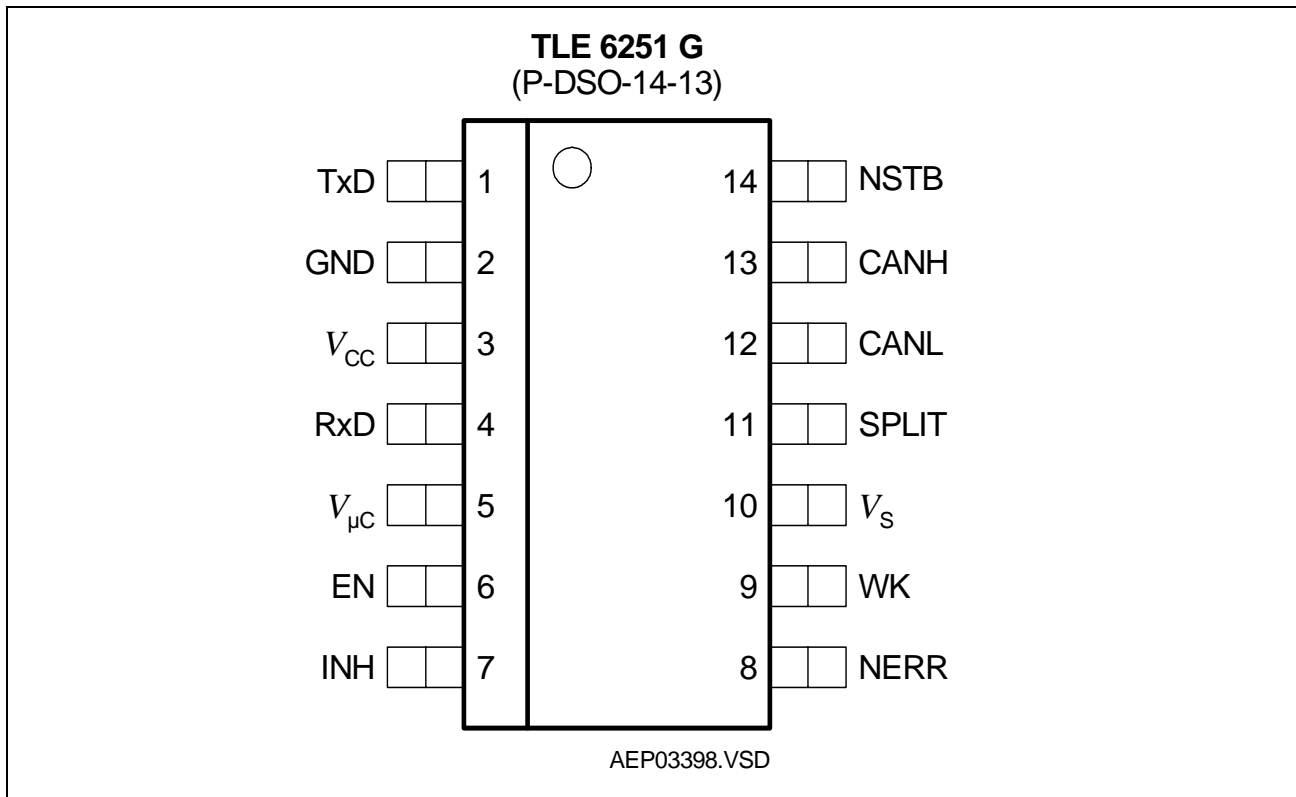 TLE 6251 G
(P-DSO-14-13)
TxD 1 14 NSTB
GND 2 13 CANH
VCC 3 12 CANL
RxD 4 11 SPLIT
VµC 5 10 VS
EN 6 9 WK
INH 7 8 NERR
AEP03398.VSD